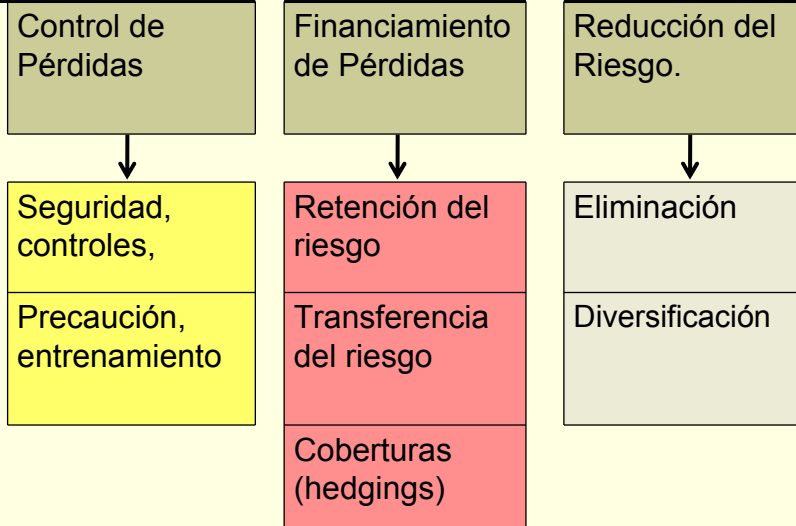 Control de
Pérdidas
Seguridad,
controles,
Precaución,
entrenamiento
Financiamiento
de Pérdidas
Retención del
riesgo
Transferencia
del riesgo
Coberturas
(hedgings)
Reducción del
Riesgo.
Eliminación
Diversificación